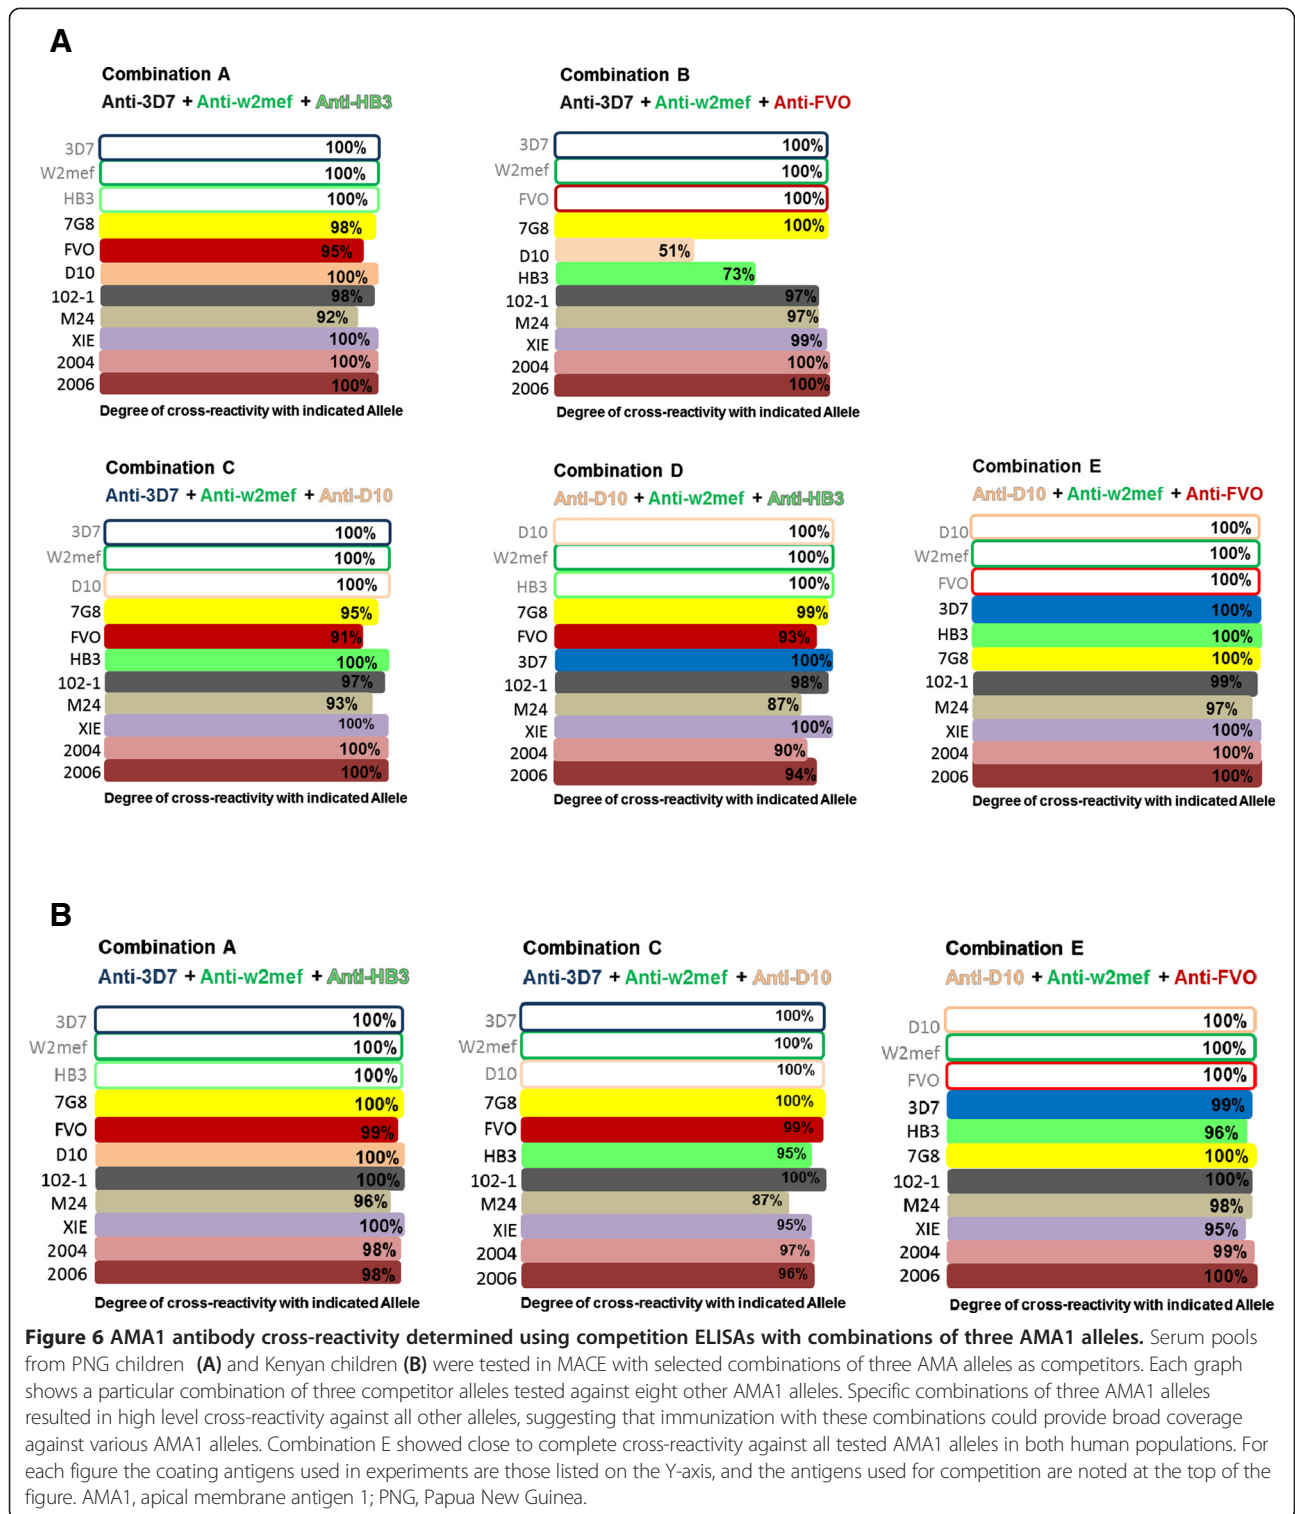 A
Combination A
Anti-3D7 + Anti-w2mef + Anti-HB3
3D7 100%
W2mef 100%
HB3 100%
7G8 98%
FVO 95%
D10 100%
102-1 98%
M24 92%
XIE 100%
2004 100%
2006 100%
Degree of cross-reactivity with indicated Allele
Combination B
Anti-3D7 + Anti-w2mef + Anti-FVO
3D7 100%
W2mef 100%
FVO 100%
7G8 100%
D10 51%
HB3 73%
102-1 97%
M24 97%
XIE 99%
2004 100%
2006 100%
Degree of cross-reactivity with indicated Allele
Combination C
Anti-3D7 + Anti-w2mef + Anti-D10
3D7 100%
W2mef 100%
D10 100%
7G8 95%
FVO 91%
HB3 100%
102-1 97%
M24 93%
XIE 100%
2004 100%
2006 100%
Degree of cross-reactivity with indicated Allele
Combination D
Anti-D10 + Anti-w2mef + Anti-HB3
D10 100%
W2mef 100%
HB3 100%
7G8 99%
FVO 93%
3D7 100%
102-1 98%
M24 87%
XIE 100%
2004 90%
2006 94%
Degree of cross-reactivity with indicated Allele
Combination E
Anti-D10 + Anti-w2mef + Anti-FVO
D10 100%
W2mef 100%
FVO 100%
3D7 100%
HB3 100%
7G8 100%
102-1 99%
M24 97%
XIE 100%
2004 100%
2006 100%
Degree of cross-reactivity with indicated Allele
B
Combination A
Anti-3D7 + Anti-w2mef + Anti-HB3
3D7 100%
W2mef 100%
HB3 100%
7G8 100%
FVO 99%
D10 100%
102-1 100%
M24 96%
XIE 100%
2004 98%
2006 98%
Degree of cross-reactivity with indicated Allele
Combination C
Anti-3D7 + Anti-w2mef + Anti-D10
3D7 100%
W2mef 100%
D10 100%
7G8 100%
FVO 99%
HB3 95%
102-1 100%
M24 87%
XIE 95%
2004 97%
2006 96%
Degree of cross-reactivity with indicated Allele
Combination E
Anti-D10 + Anti-w2mef + Anti-FVO
D10 100%
W2mef 100%
FVO 100%
3D7 99%
HB3 96%
7G8 100%
102-1 100%
M24 98%
XIE 95%
2004 99%
2006 100%
Degree of cross-reactivity with indicated Allele
Figure 6 AMA1 antibody cross-reactivity determined using competition ELISAs with combinations of three AMA1 alleles. Serum pools
from PNG children (A) and Kenyan children (B) were tested in MACE with selected combinations of three AMA alleles as competitors. Each graph
shows a particular combination of three competitor alleles tested against eight other AMA1 alleles. Specific combinations of three AMA1 alleles
resulted in high level cross-reactivity against all other alleles, suggesting that immunization with these combinations could provide broad coverage
against various AMA1 alleles. Combination E showed close to complete cross-reactivity against all tested AMA1 alleles in both human populations. For
each figure the coating antigens used in experiments are those listed on the Y-axis, and the antigens used for competition are noted at the top of the
figure. AMA1, apical membrane antigen 1; PNG, Papua New Guinea.